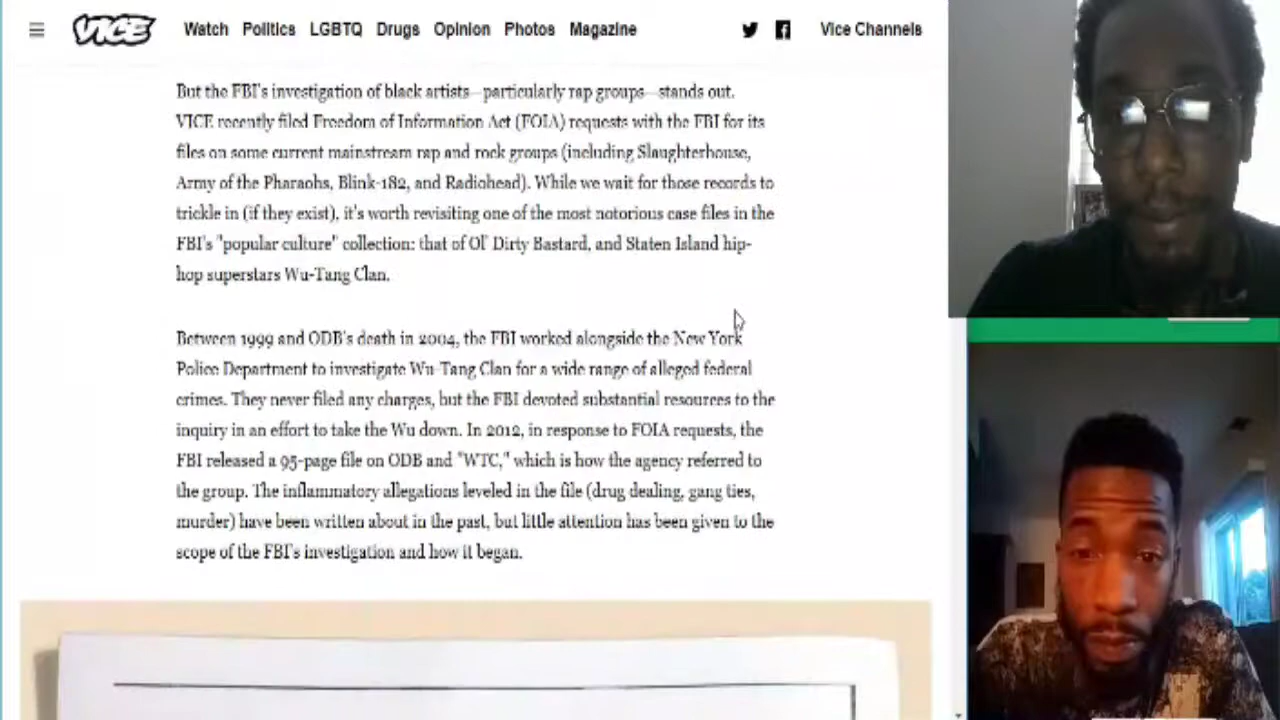 VICE
Watch Politics LGBTQ Drugs Opinion Photos Magazine
Vice Channels
But the FBI's investigation of black artists—particularly rap groups—stands out.
VICE recently filed Freedom of Information Act (FOIA) requests with the FBI for its
files on some current mainstream rap and rock groups (including Slaughterhouse,
Army of the Pharaohs, Blink-182, and Radiohead). While we wait for those records to
trickle in (if they exist), it's worth revisiting one of the most notorious case files in the
FBI's "popular culture" collection: that of Ol' Dirty Bastard, and Staten Island hip-
hop superstars Wu-Tang Clan.
Between 1999 and ODB's death in 2004, the FBI worked alongside the New York
Police Department to investigate Wu-Tang Clan for a wide range of alleged federal
crimes. They never filed any charges, but the FBI devoted substantial resources to the
inquiry in an effort to take the Wu down. In 2012, in response to FOIA requests, the
FBI released a 95-page file on ODB and "WTC," which is how the agency referred to
the group. The inflammatory allegations leveled in the file (drug dealing, gang ties,
murder) have been written about in the past, but little attention has been given to the
scope of the FBI's investigation and how it began.